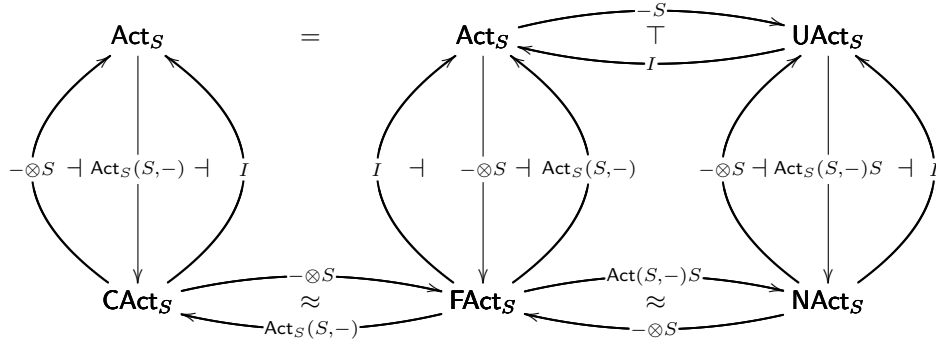 −S
Act_S = Act_S ⊤ UAct_S
I
−⊗S ⊣ Act_S(S,−) ⊣ I I ⊣ −⊗S ⊣ Act_S(S,−) −⊗S ⊣ Act_S(S,−)S ⊣ I
−⊗S Act(S,−)S
CAct_S ≈ FAct_S ≈ NAct_S
Act_S(S,−) −⊗S